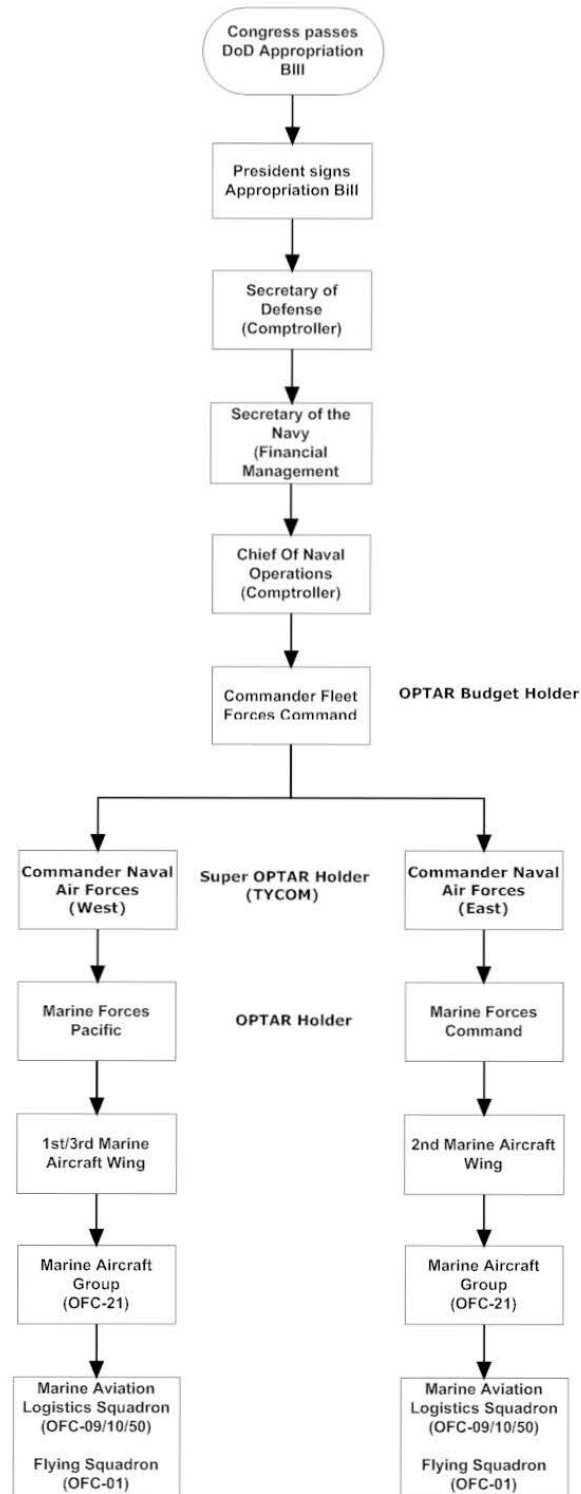 Congress passes
DoD Appropriation
BIll
President signs
Appropriation Bill
Secretary of
Defense
(Comptroller)
Secretary of the
Navy
(Financial
Management
Chief Of Naval
Operations
(Comptroller)
Commander Fleet
Forces Command
OPTAR Budget Holder
Commander Naval
Air Forces
(West)
Super OPTAR Holder
(TYCOM)
Commander Naval
Air Forces
(East)
Marine Forces
Pacific
OPTAR Holder
Marine Forces
Command
1st/3rd Marine
Aircraft Wing
2nd Marine Aircraft
Wing
Marine Aircraft
Group
(OFC-21)
Marine Aircraft
Group
(OFC-21)
Marine Aviation
Logistics Squadron
(OFC-09/10/50)
Flying Squadron
(OFC-01)
Marine Aviation
Logistics Squadron
(OFC-09/10/50)
Flying Squadron
(OFC-01)